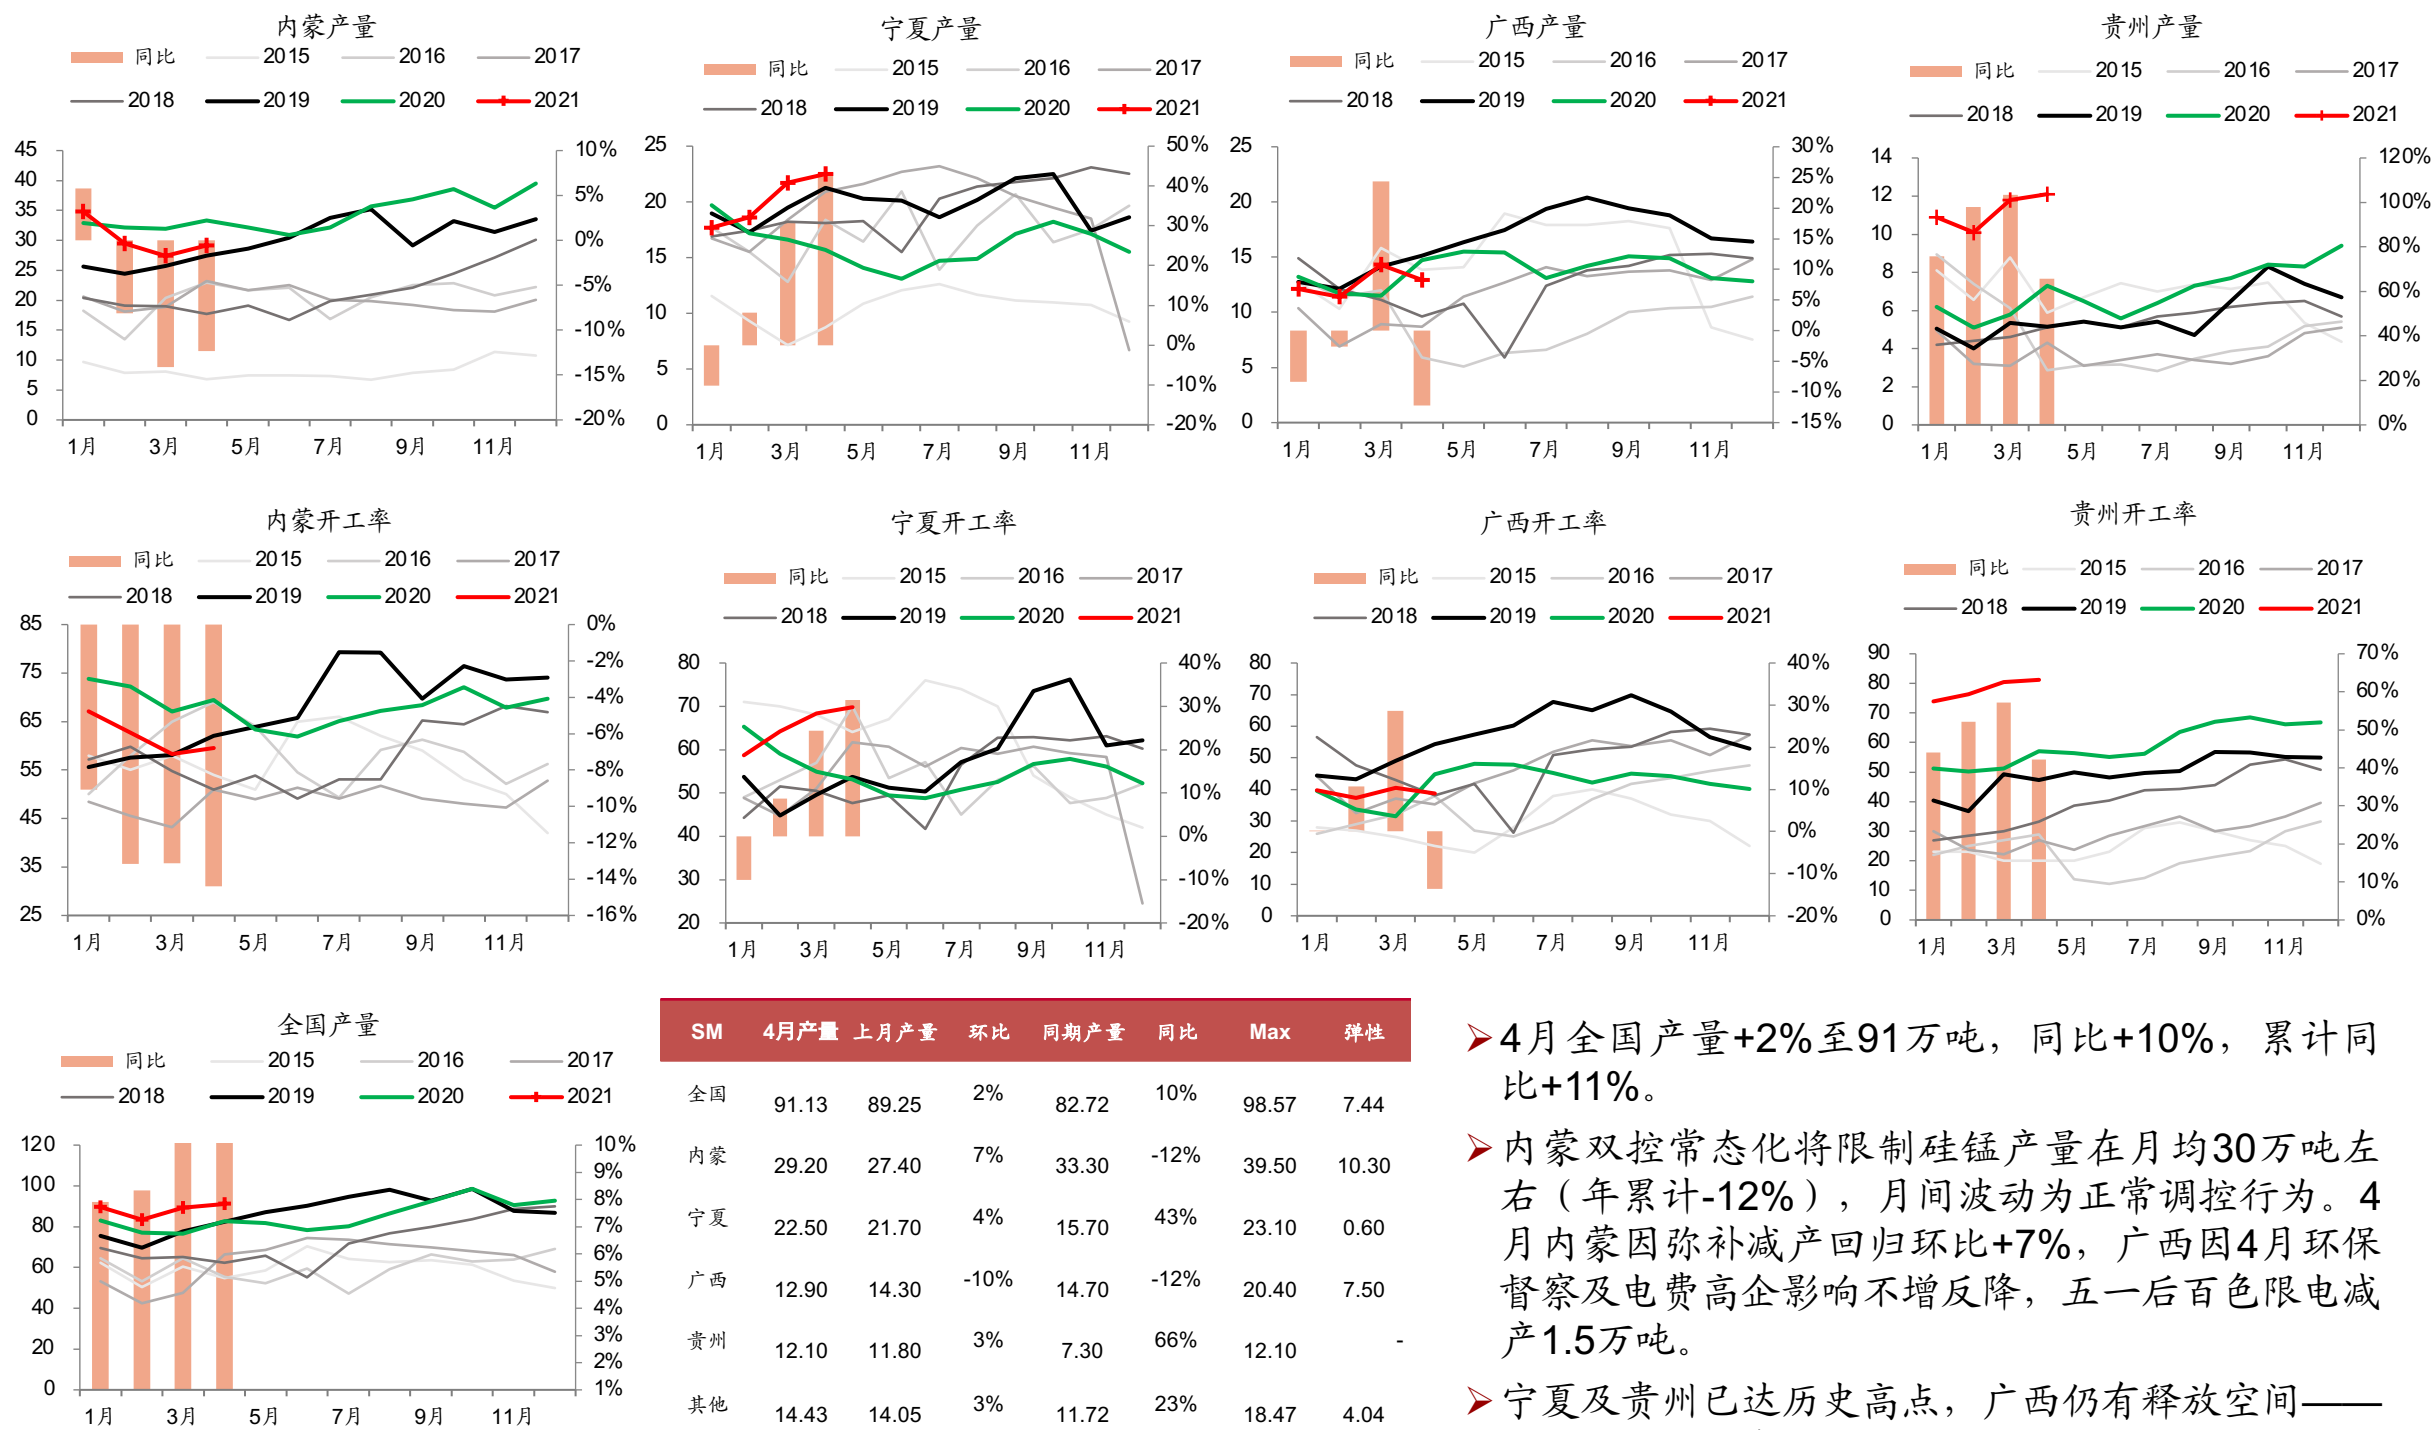 内蒙产量
同比 2015 2016 2017
2018 2019 2020 2021
45 40 35 30 25 20 15 10 5 0
10% 5% 0% -5% -10% -15% -20%
1月 3月 5月 7月 9月 11月
宁夏产量
同比 2015 2016 2017
2018 2019 2020 2021
25 20 15 10 5 0
50% 40% 30% 20% 10% 0% -10% -20%
1月 3月 5月 7月 9月 11月
广西产量
同比 2015 2016 2017
2018 2019 2020 2021
25 20 15 10 5 0
30% 25% 20% 15% 10% 5% 0% -5% -10% -15%
1月 3月 5月 7月 9月 11月
贵州产量
同比 2015 2016 2017
2018 2019 2020 2021
14 12 10 8 6 4 2 0
120% 100% 80% 60% 40% 20% 0%
1月 3月 5月 7月 9月 11月
内蒙开工率
同比 2015 2016 2017
2018 2019 2020 2021
85 75 65 55 45 35 25
0% -2% -4% -6% -8% -10% -12% -14% -16%
1月 3月 5月 7月 9月 11月
宁夏开工率
同比 2015 2016 2017
2018 2019 2020 2021
80 70 60 50 40 30 20
40% 30% 20% 10% 0% -10% -20%
1月 3月 5月 7月 9月 11月
广西开工率
同比 2015 2016 2017
2018 2019 2020 2021
80 70 60 50 40 30 20 10 0
40% 30% 20% 10% 0% -10% -20%
1月 3月 5月 7月 9月 11月
贵州开工率
同比 2015 2016 2017
2018 2019 2020 2021
90 80 70 60 50 40 30 20 10 0
70% 60% 50% 40% 30% 20% 10% 0%
1月 3月 5月 7月 9月 11月
全国产量
同比 2015 2016 2017
2018 2019 2020 2021
120 100 80 60 40 20 0
10% 9% 8% 7% 6% 5% 4% 3% 2% 1%
1月 3月 5月 7月 9月 11月
SM 4月产量 上月产量 环比 同期产量 同比 Max 弹性
全国 91.13 89.25 2% 82.72 10% 98.57 7.44
内蒙 29.20 27.40 7% 33.30 -12% 39.50 10.30
宁夏 22.50 21.70 4% 15.70 43% 23.10 0.60
广西 12.90 14.30 -10% 14.70 -12% 20.40 7.50
贵州 12.10 11.80 3% 7.30 66% 12.10 -
其他 14.43 14.05 3% 11.72 23% 18.47 4.04
➢4月全国产量+2%至91万吨，同比+10%，累计同
比+11%。
➢内蒙双控常态化将限制硅锰产量在月均30万吨左
右（年累计-12%），月间波动为正常调控行为。4
月内蒙因弥补减产回归环比+7%，广西因4月环保
督察及电费高企影响不增反降，五一后百色限电减
产1.5万吨。
➢宁夏及贵州已达历史高点，广西仍有释放空间——